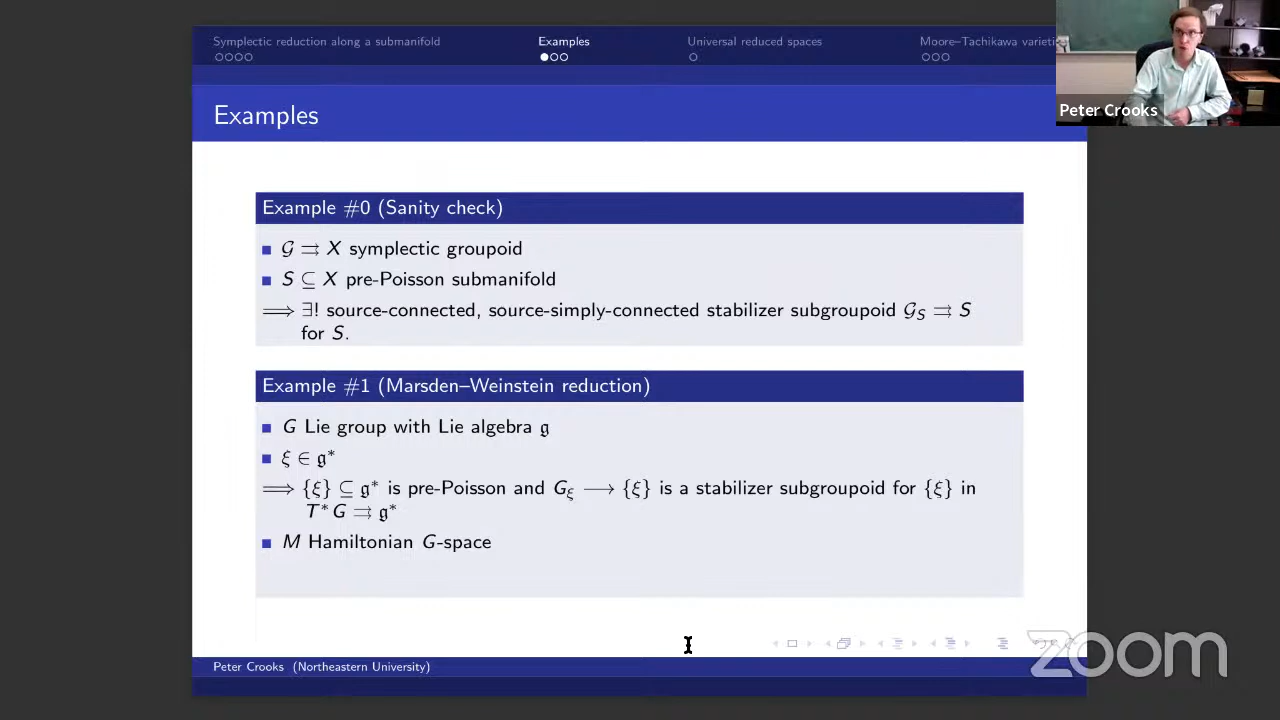 Symplectic reduction along a submanifold
Examples
Universal reduced spaces
Moore–Tachikawa varieti
Examples
Peter Crooks
Example #0 (Sanity check)
𝒢 ⇉ X symplectic groupoid
S ⊆ X pre-Poisson submanifold
⟹ ∃! source-connected, source-simply-connected stabilizer subgroupoid 𝒢_S ⇉ S
for S.
Example #1 (Marsden–Weinstein reduction)
G Lie group with Lie algebra 𝔤
ξ ∈ 𝔤*
⟹ {ξ} ⊆ 𝔤* is pre-Poisson and G_ξ ⟶ {ξ} is a stabilizer subgroupoid for {ξ} in
T*G ⇉ 𝔤*
M Hamiltonian G-space
Peter Crooks (Northeastern University)
zoom